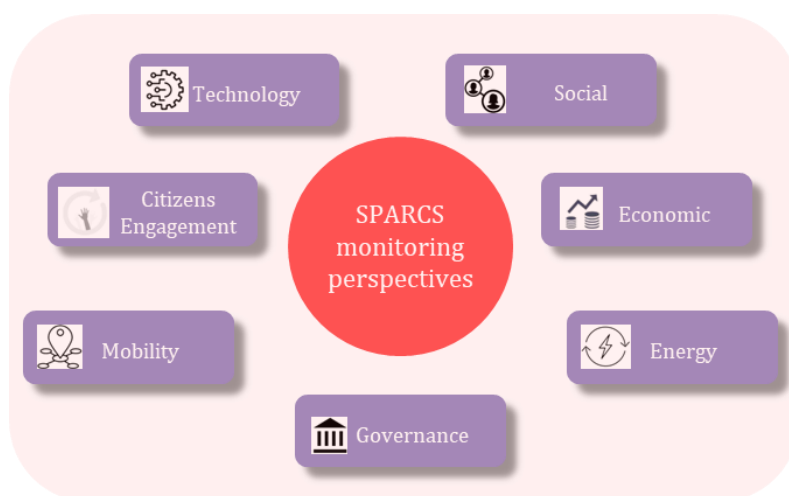 Technology
Social
Citizens
Engagement
SPARCS
monitoring
perspectives
Economic
Mobility
Energy
Governance